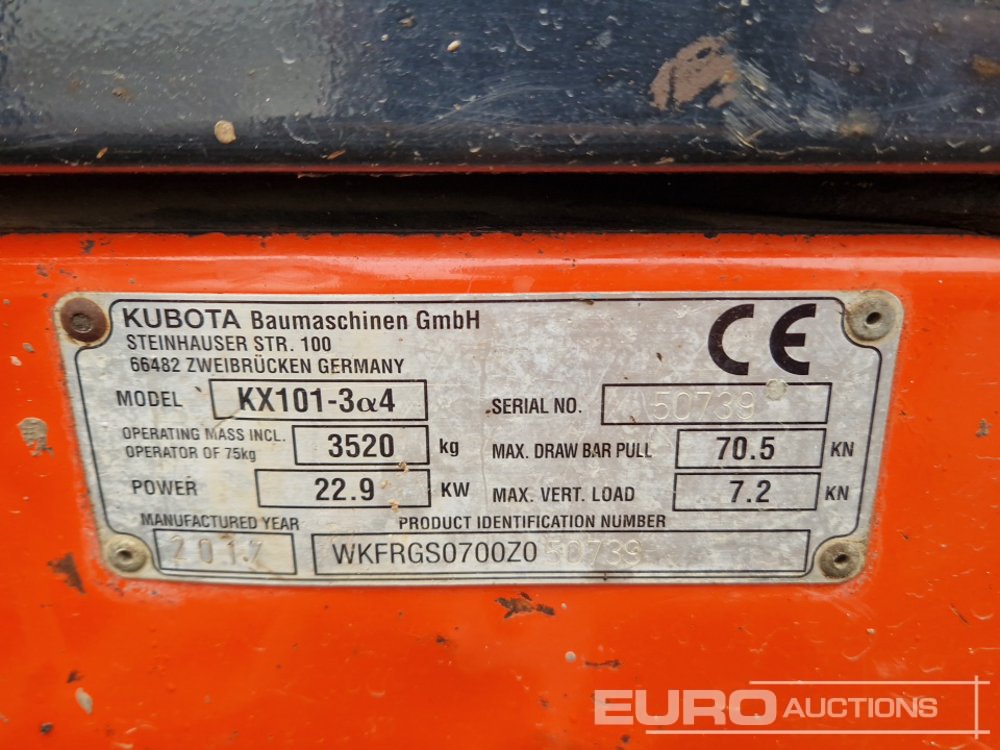 KUBOTA Baumaschinen GmbH
STEINHAUSER STR. 100
66482 ZWEIBRÜCKEN GERMANY
CE
MODEL KX101-3α4
SERIAL NO. 50739
OPERATING MASS INCL.
OPERATOR OF 75kg 3520 kg
MAX. DRAW BAR PULL 70.5 KN
POWER 22.9 KW
MAX. VERT. LOAD 7.2 KN
MANUFACTURED YEAR PRODUCT IDENTIFICATION NUMBER
2017 WKFRGS0700Z050739
EURO AUCTIONS